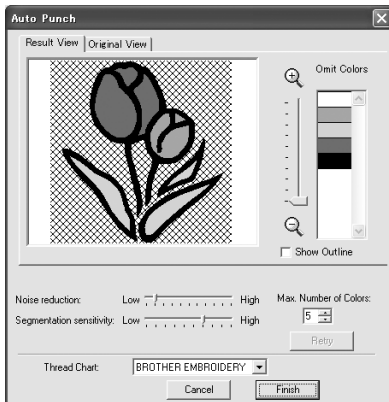 Auto Punch
Result View Original View
Omit Colors
Show Outline
Noise reduction: Low High Max. Number of Colors:
Segmentation sensitivity: Low High 5
Retry
Thread Chart: BROTHER EMBROIDERY
Cancel Finish